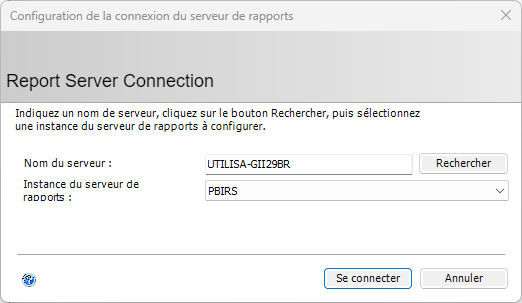 Configuration de la connexion du serveur de rapports
Report Server Connection
Indiquez un nom de serveur, cliquez sur le bouton Rechercher, puis sélectionnez
une instance du serveur de rapports à configurer.
Nom du serveur :
UTILISA-GII29BR
Rechercher
Instance du serveur de
rapports :
PBIRS
Se connecter
Annuler